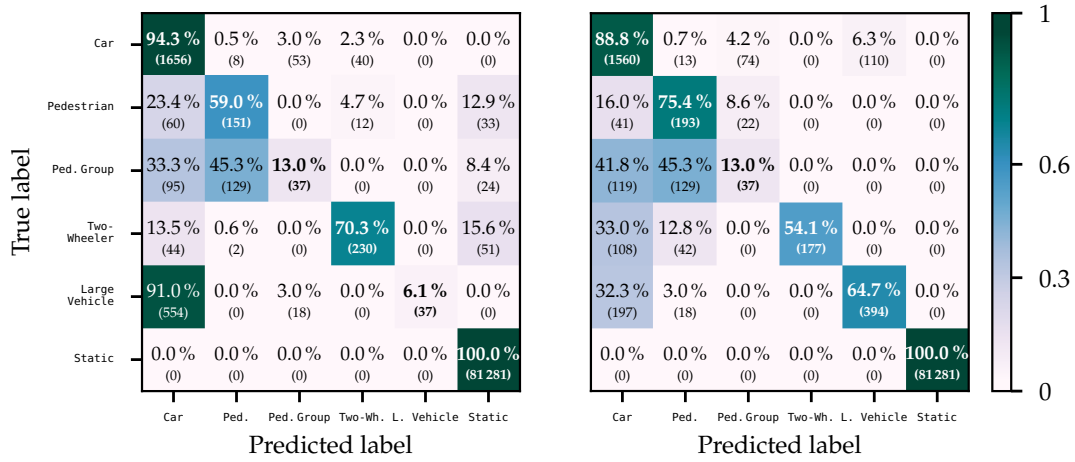 True label
Car
94.3 % 0.5 % 3.0 % 2.3 % 0.0 % 0.0 %
(1656) (8) (53) (40) (0) (0)
Pedestrian
23.4 % 59.0 % 0.0 % 4.7 % 0.0 % 12.9 %
(60) (151) (0) (12) (0) (33)
Ped. Group
33.3 % 45.3 % 13.0 % 0.0 % 0.0 % 8.4 %
(95) (129) (37) (0) (0) (24)
Two-
Wheeler
13.5 % 0.6 % 0.0 % 70.3 % 0.0 % 15.6 %
(44) (2) (0) (230) (0) (51)
Large
Vehicle
91.0 % 0.0 % 3.0 % 0.0 % 6.1 % 0.0 %
(554) (0) (18) (0) (37) (0)
Static
0.0 % 0.0 % 0.0 % 0.0 % 0.0 % 100.0 %
(0) (0) (0) (0) (0) (81 281)
Car Ped. Ped. Group Two-Wh. L. Vehicle Static
Predicted label
88.8 % 0.7 % 4.2 % 0.0 % 6.3 % 0.0 %
(1560) (13) (74) (0) (110) (0)
16.0 % 75.4 % 8.6 % 0.0 % 0.0 % 0.0 %
(41) (193) (22) (0) (0) (0)
41.8 % 45.3 % 13.0 % 0.0 % 0.0 % 0.0 %
(119) (129) (37) (0) (0) (0)
33.0 % 12.8 % 0.0 % 54.1 % 0.0 % 0.0 %
(108) (42) (0) (177) (0) (0)
32.3 % 3.0 % 0.0 % 0.0 % 64.7 % 0.0 %
(197) (18) (0) (0) (394) (0)
0.0 % 0.0 % 0.0 % 0.0 % 0.0 % 100.0 %
(0) (0) (0) (0) (0) (81 281)
Car Ped. Ped. Group Two-Wh. L. Vehicle Static
Predicted label
1
0.6
0.3
0